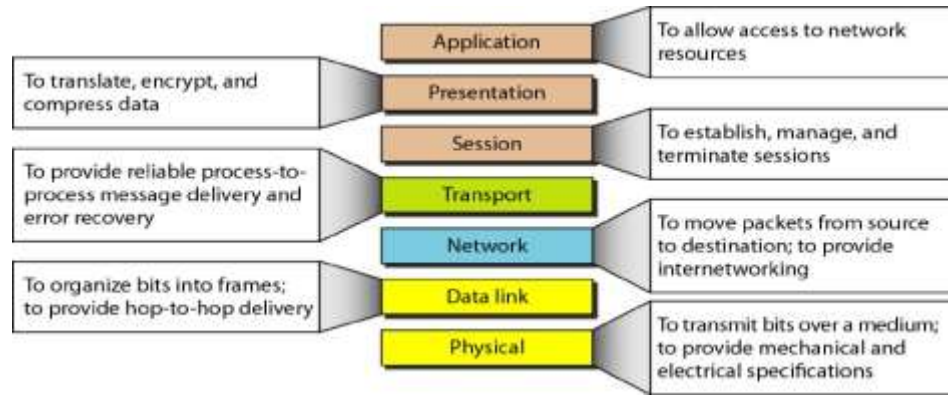 Application
To allow access to network
resources
To translate, encrypt, and
compress data
Presentation
Session
To establish, manage, and
terminate sessions
To provide reliable process-to-
process message delivery and
error recovery
Transport
Network
To move packets from source
to destination; to provide
internetworking
To organize bits into frames;
to provide hop-to-hop delivery
Data link
Physical
To transmit bits over a medium;
to provide mechanical and
electrical specifications